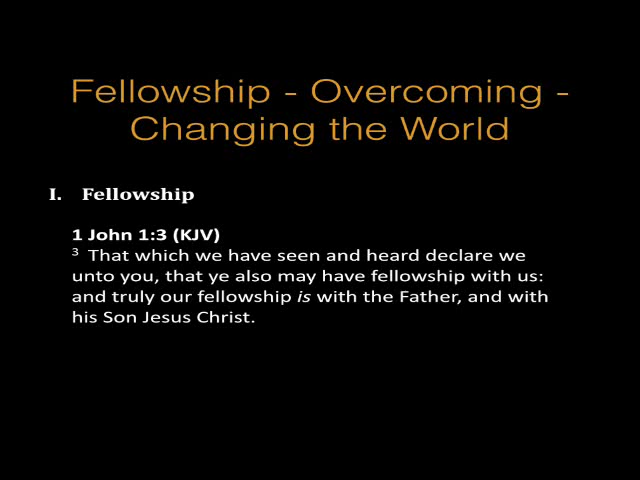 Fellowship - Overcoming -
Changing the World
I. Fellowship
1 John 1:3 (KJV)
3 That which we have seen and heard declare we
unto you, that ye also may have fellowship with us:
and truly our fellowship is with the Father, and with
his Son Jesus Christ.